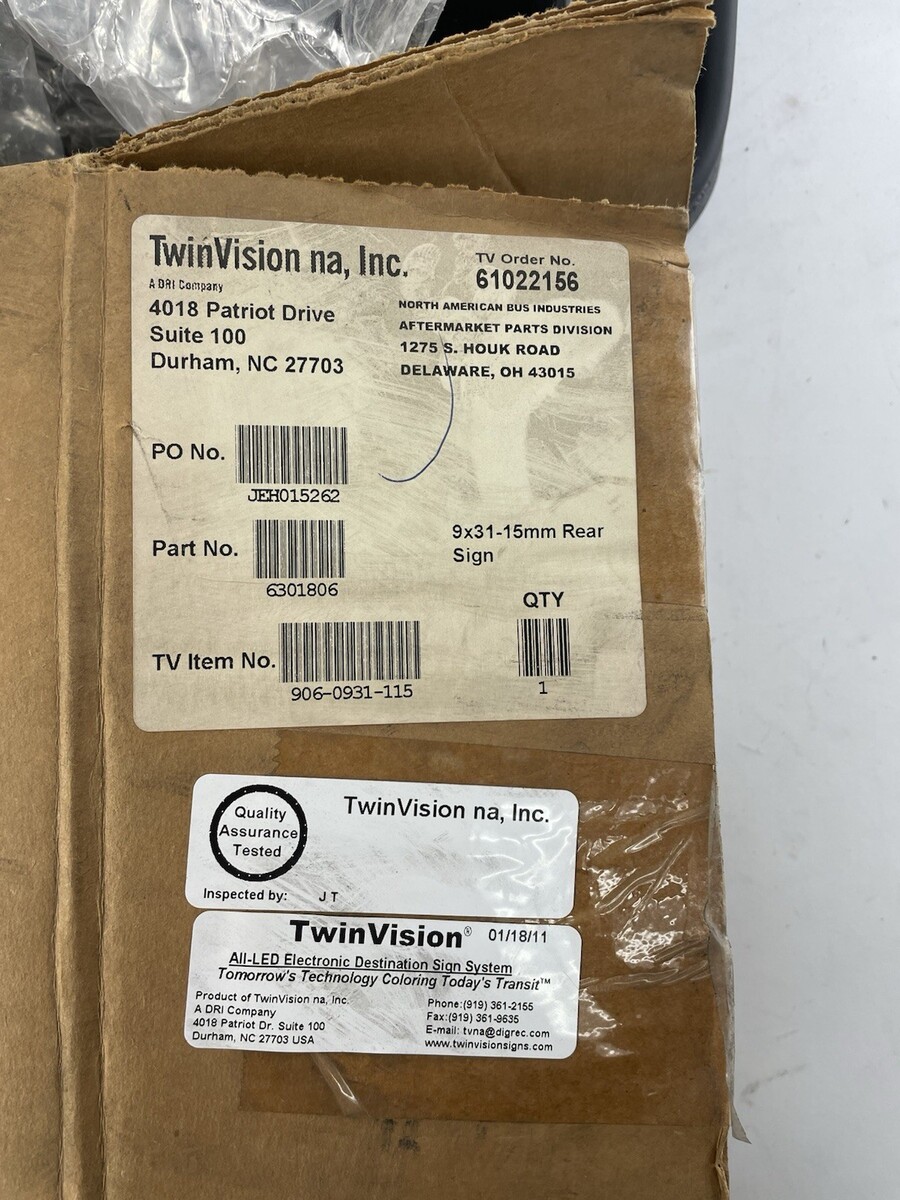 TwinVision na, Inc.
A DRI Company
4018 Patriot Drive
Suite 100
Durham, NC 27703
TV Order No.
61022156
NORTH AMERICAN BUS INDUSTRIES
AFTERMARKET PARTS DIVISION
1275 S. HOUK ROAD
DELAWARE, OH 43015
PO No.
JEH015262
Part No.
6301806
9x31-15mm Rear
Sign
TV Item No.
906-0931-115
QTY
1
Quality
Assurance
Tested
TwinVision na, Inc.
Inspected by: J T
TwinVision® 01/18/11
All-LED Electronic Destination Sign System
Tomorrow's Technology Coloring Today's Transit™
Product of TwinVision na, Inc.
A DRI Company
4018 Patriot Dr. Suite 100
Durham, NC 27703 USA
Phone:(919) 361-2155
Fax:(919) 361-9635
E-mail: tvna@digrec.com
www.twinvisionsigns.com